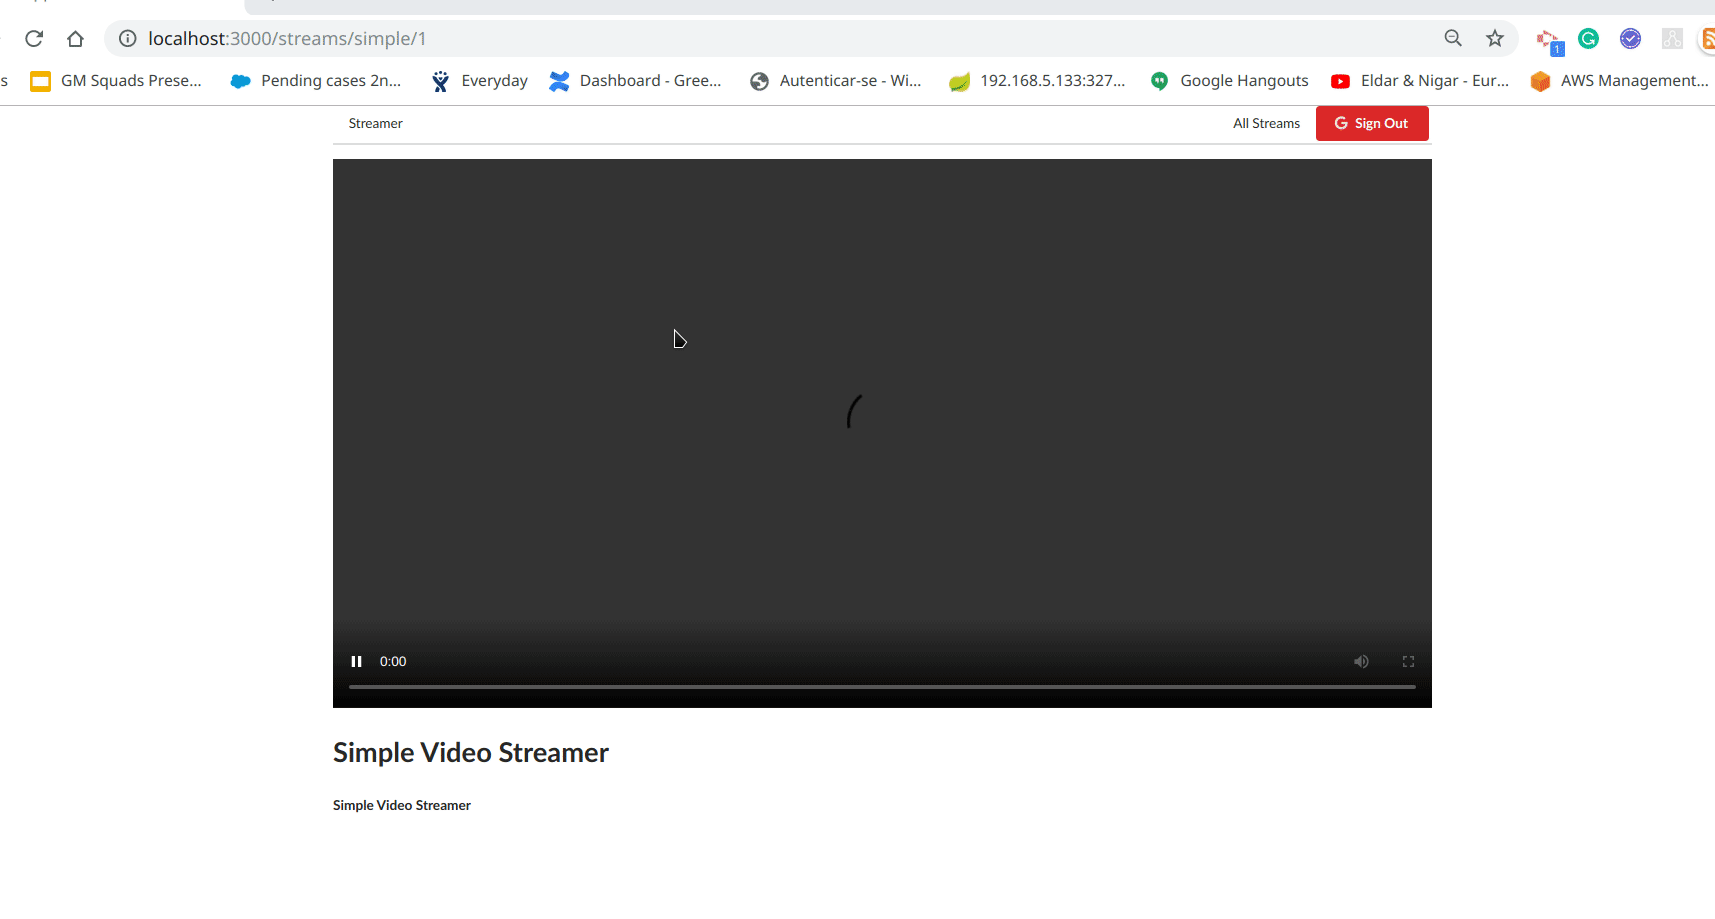 localhost:3000/streams/simple/1
1
s GM Squads Prese... Pending cases 2n... Everyday Dashboard - Gree... Autenticar-se - Wi... 192.168.5.133:327... Google Hangouts Eldar & Nigar - Eur... AWS Management...
Streamer All Streams Sign Out
0:00
Simple Video Streamer
Simple Video Streamer